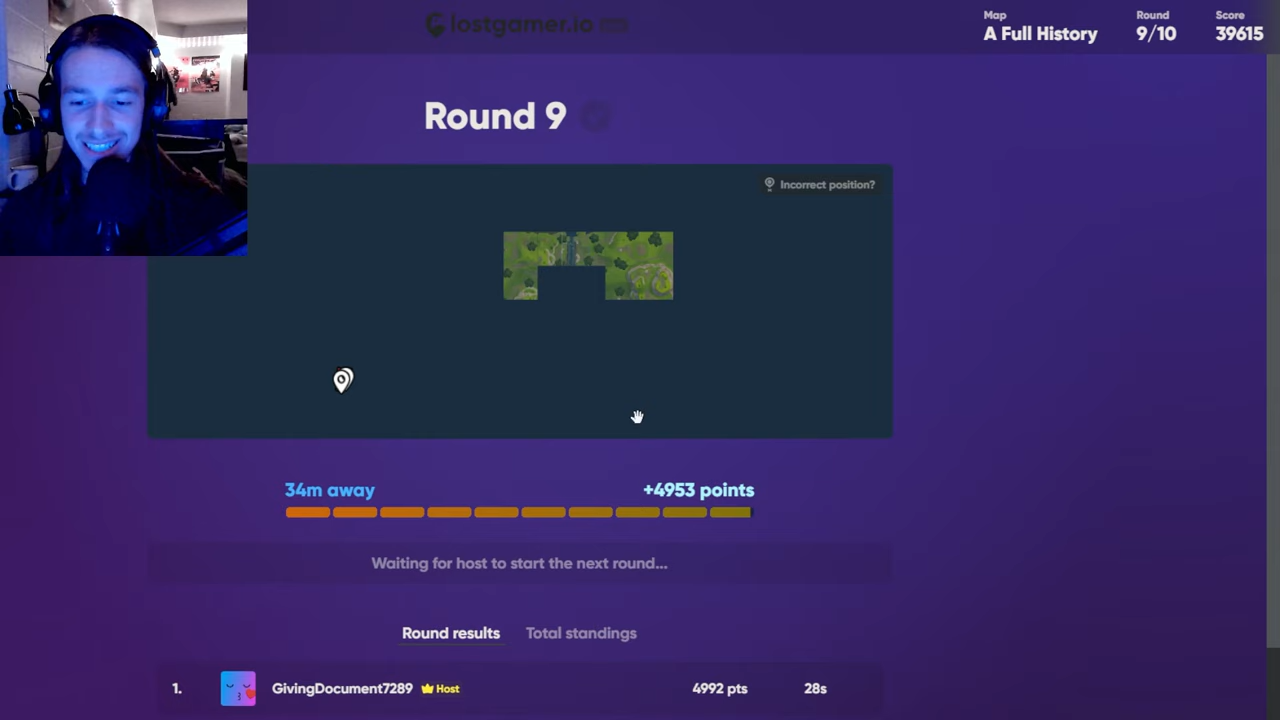 lostgamer.io
Map
A Full History
Round
9/10
Score
39615
Round 9
Incorrect position?
34m away
+4953 points
Waiting for host to start the next round...
Round results
Total standings
1.
GivingDocument7289
Host
4992 pts
28s